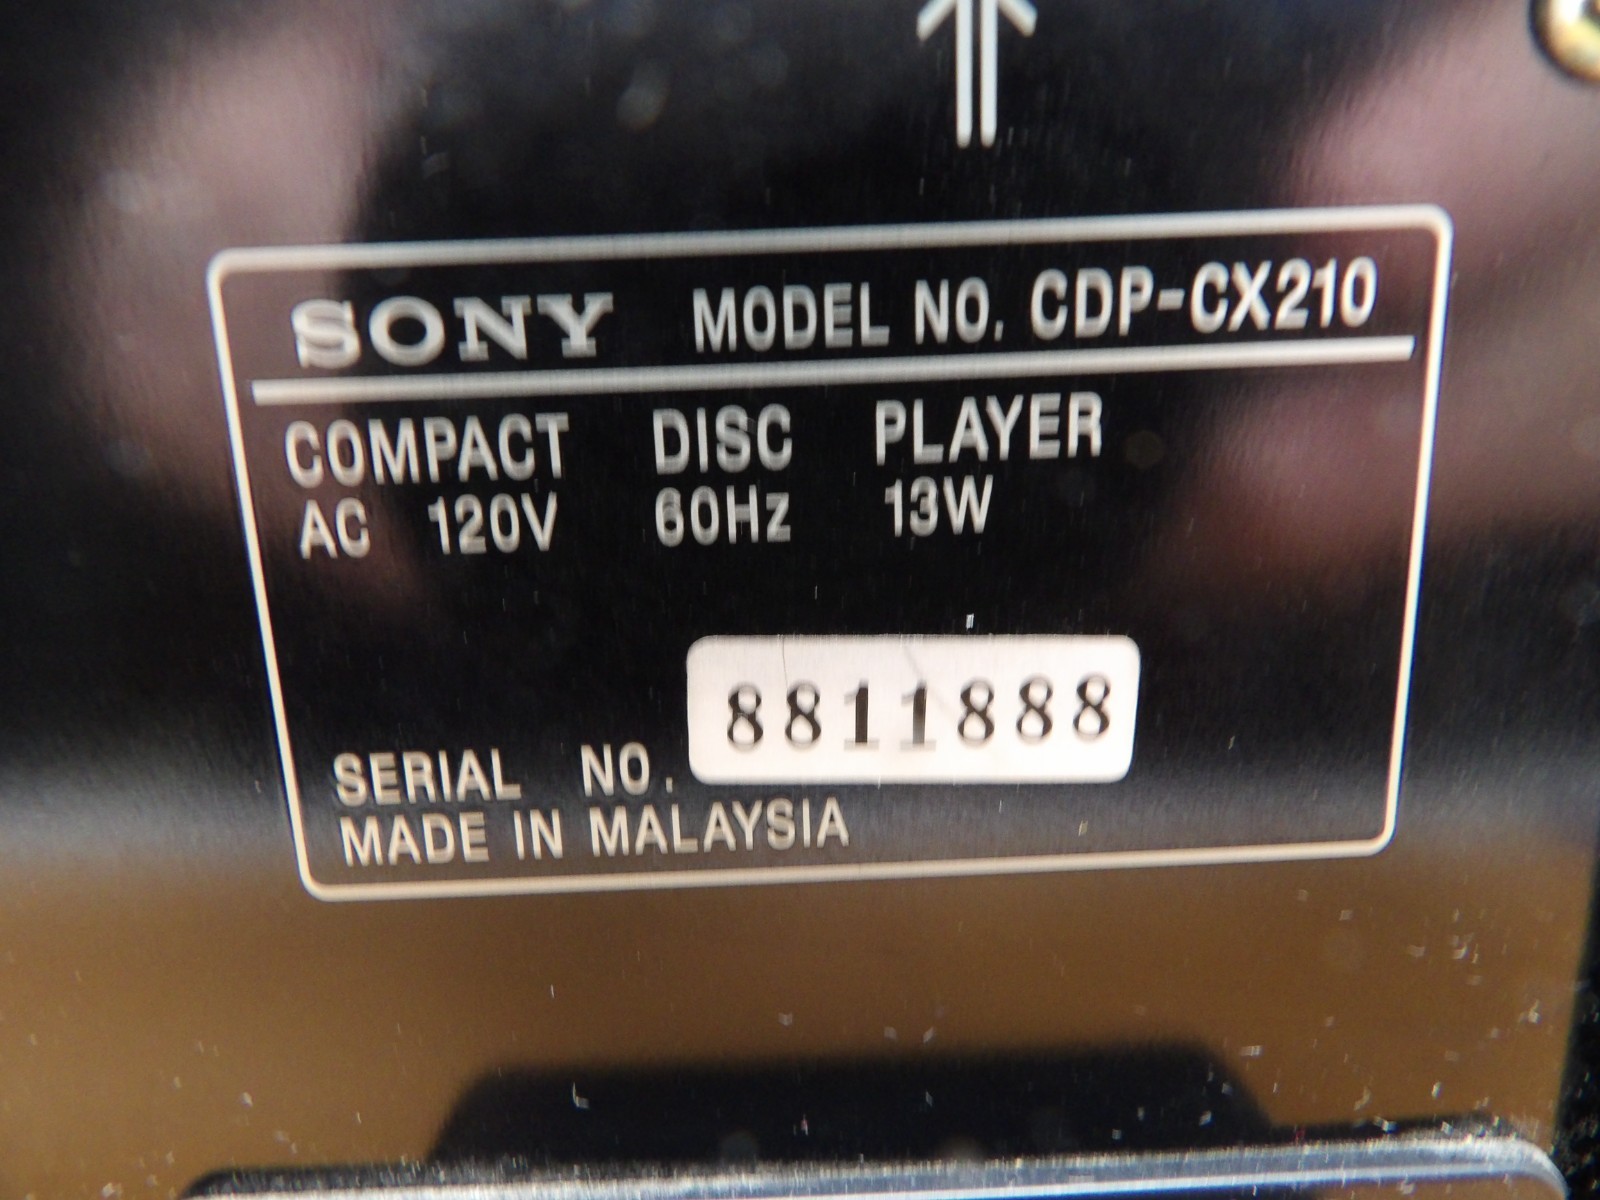 SONY MODEL NO. CDP-CX210
COMPACT DISC PLAYER
AC 120V 60Hz 13W
8811888
SERIAL NO.
MADE IN MALAYSIA